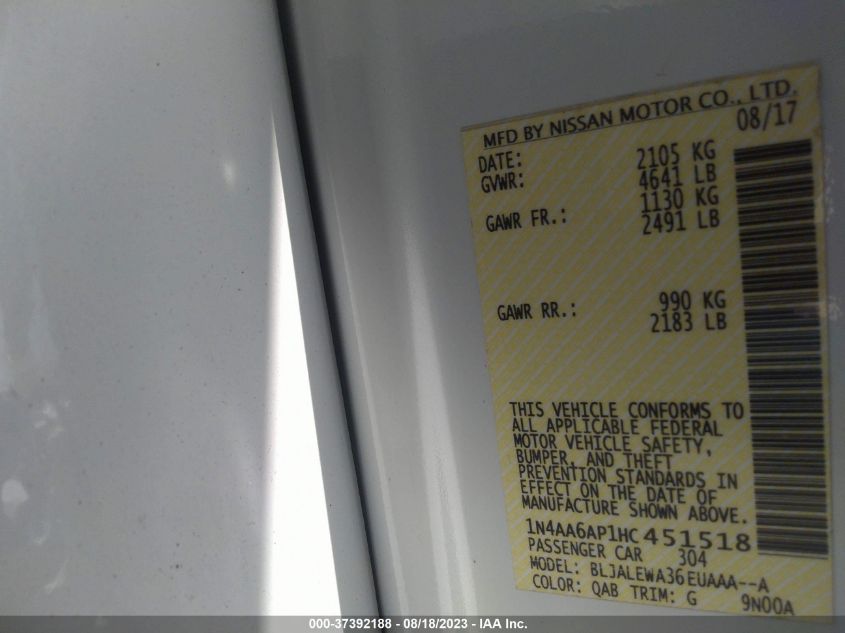 MFD BY NISSAN MOTOR CO., LTD.
DATE: 08/17
GVWR: 2105 KG
4641 LB
GAWR FR.: 1130 KG
2491 LB
GAWR RR.: 990 KG
2183 LB
THIS VEHICLE CONFORMS TO
ALL APPLICABLE FEDERAL
MOTOR VEHICLE SAFETY,
BUMPER, AND THEFT
PREVENTION STANDARDS IN
EFFECT ON THE DATE OF
MANUFACTURE SHOWN ABOVE.
1N4AA6AP1HC451518
PASSENGER CAR 304
MODEL: BLJALEWA36EUAAA--A
COLOR: QAB TRIM: G 9N00A
000-37392188 - 08/18/2023 - IAA Inc.